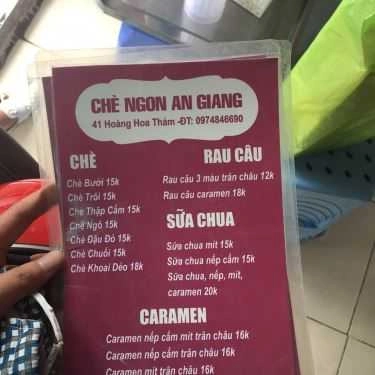 CHÈ NGON AN GIANG
41 Hoàng Hoa Thám -ĐT: 0974846690
CHÈ
Chè Bưởi 15k
Chè Trôi 15k
Chè Thập Cẩm 15k
Chè Ngô 15k
Chè Đậu Đỏ 15k
Chè Chuối 15k
Chè Khoai Dẻo 18k
RAU CÂU
Rau câu 3 màu trân châu 12k
Rau câu caramen 18k
SỮA CHUA
Sữa chua mít 15k
Sữa chua nếp cẩm 15k
Sữa chua, nếp, mít,
caramen 20k
CARAMEN
Caramen nếp cẩm mít trân châu 16k
Caramen nếp cẩm trân châu 16k
Caramen mít trân châu 16k